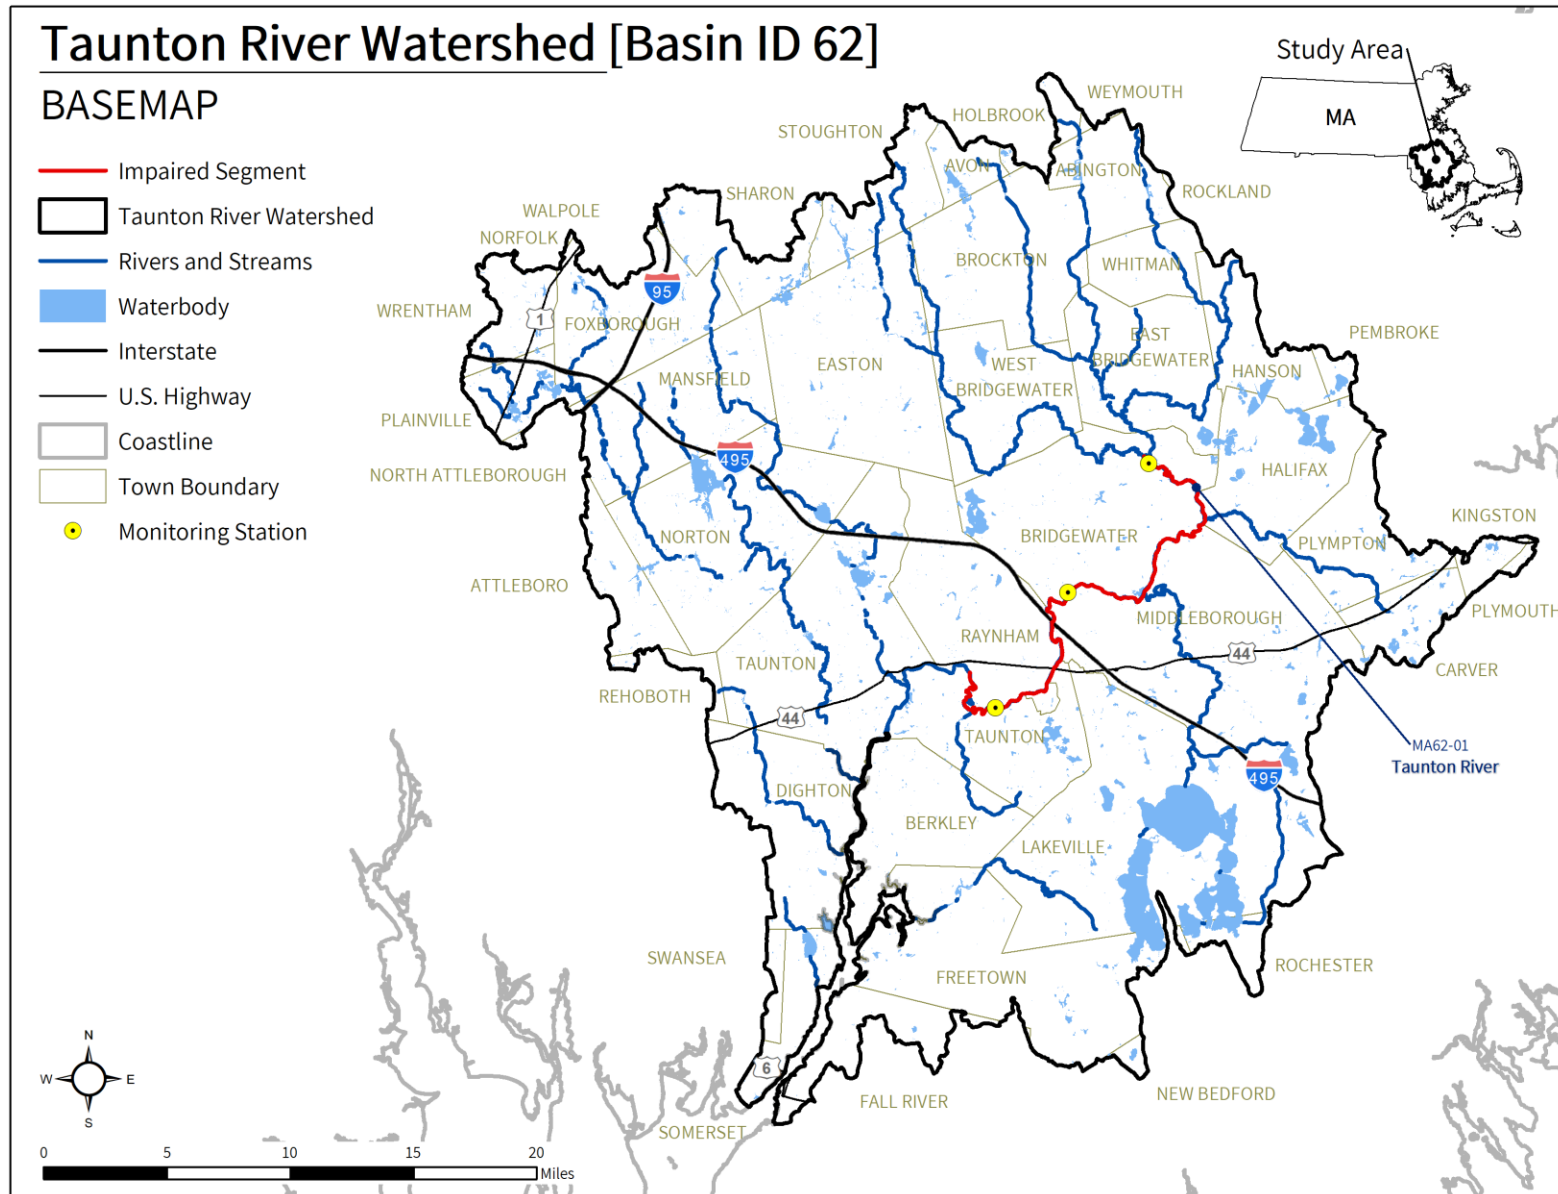 Taunton River Watershed [Basin ID 62]
BASEMAP
Impaired Segment
Taunton River Watershed
Rivers and Streams
Waterbody
Interstate
U.S. Highway
Coastline
Town Boundary
Monitoring Station
Study Area
MA
WEYMOUTH
HOLBROOK
STOUGHTON
AVON
ABINGTON
ROCKLAND
SHARON
WALPOLE
NORFOLK
BROCKTON
WHITMAN
95
WRENTHAM
1
FOXBOROUGH
EAST
BRIDGEWATER
PEMBROKE
EASTON
WEST
BRIDGEWATER
HANSON
MANSFIELD
PLAINVILLE
495
NORTH ATTLEBOROUGH
HALIFAX
KINGSTON
NORTON
BRIDGEWATER
PLYMPTON
ATTLEBORO
PLYMOUTH
MIDDLEBOROUGH
RAYNHAM
44
TAUNTON
CARVER
REHOBOTH
44
TAUNTON
MA62-01
Taunton River
495
DIGHTON
BERKLEY
LAKEVILLE
SWANSEA
FREETOWN
ROCHESTER
6
FALL RIVER
NEW BEDFORD
SOMERSET
N
W E
S
0 5 10 15 20
Miles